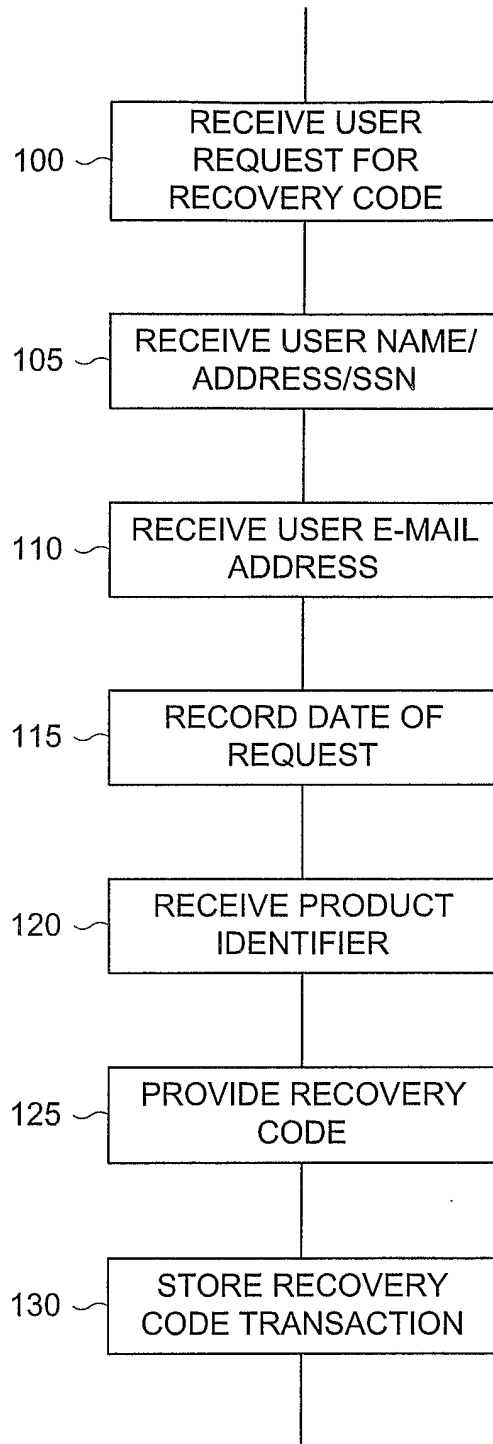 100
RECEIVE USER
REQUEST FOR
RECOVERY CODE
105
RECEIVE USER NAME/
ADDRESS/SSN
110
RECEIVE USER E-MAIL
ADDRESS
115
RECORD DATE OF
REQUEST
120
RECEIVE PRODUCT
IDENTIFIER
125
PROVIDE RECOVERY
CODE
130
STORE RECOVERY
CODE TRANSACTION